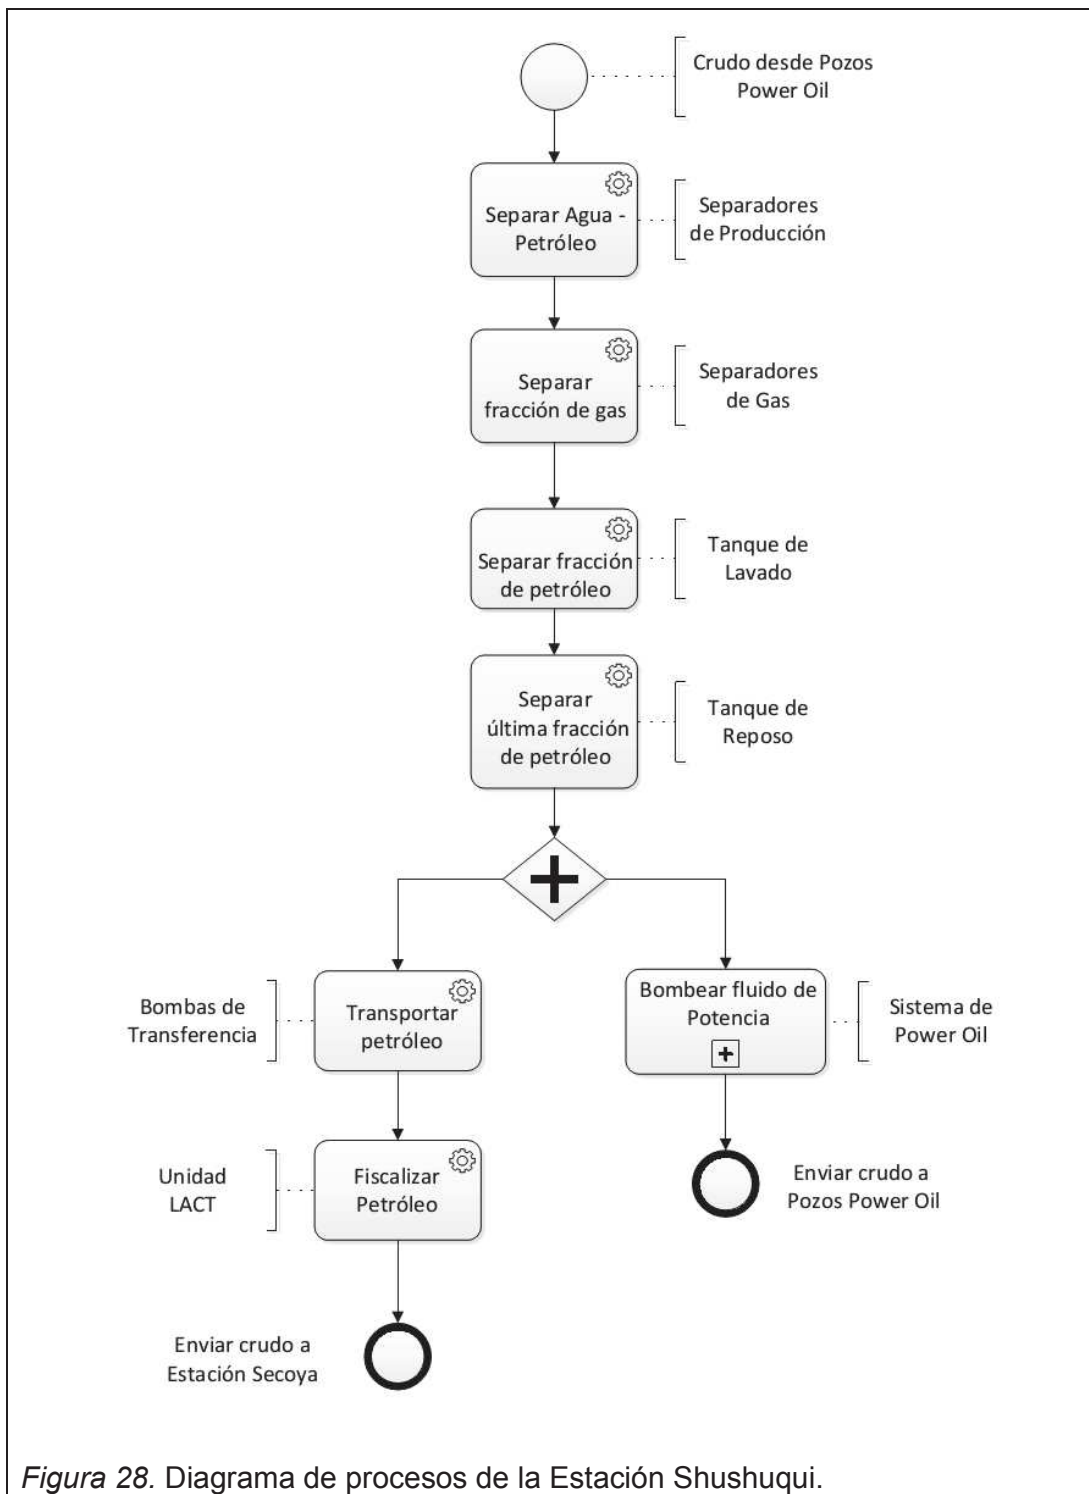 Crudo desde Pozos
Power Oil
Separar Agua -
Petróleo
Separadores
de Producción
Separar
fracción de gas
Separadores
de Gas
Separar fracción
de petróleo
Tanque de
Lavado
Separar
última fracción
de petróleo
Tanque de
Reposo
Bombas de
Transferencia
Transportar
petróleo
Bombear fluido de
Potencia
Sistema de
Power Oil
Unidad
LACT
Fiscalizar
Petróleo
Enviar crudo a
Pozos Power Oil
Enviar crudo a
Estación Secoya
Figura 28. Diagrama de procesos de la Estación Shushuqui.